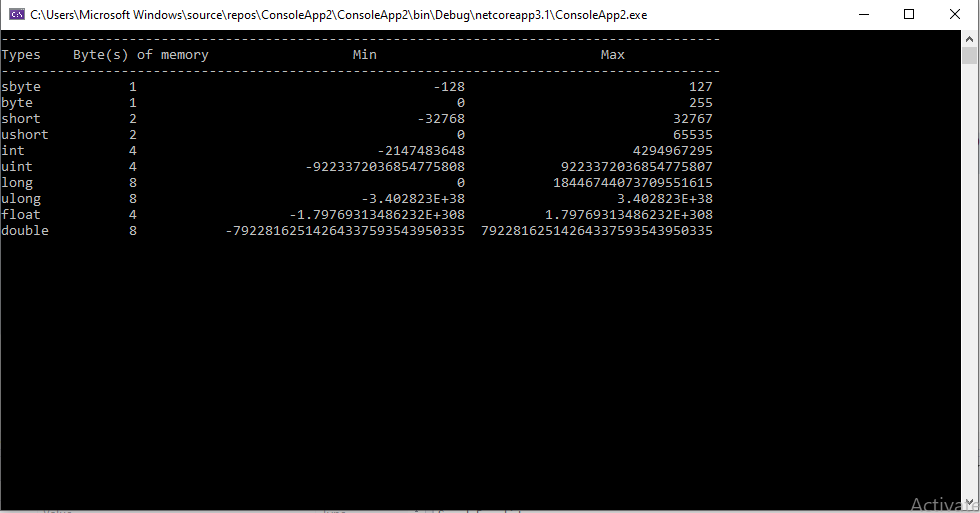 C:\Users\Microsoft Windows\source\repos\ConsoleApp2\ConsoleApp2\bin\Debug\netcoreapp3.1\ConsoleApp2.exe
------------------------------------------------------------------------------------------
Types    Byte(s) of memory                  Min                            Max
------------------------------------------------------------------------------------------
sbyte           1                                     -128                            127
byte            1                                        0                            255
short           2                                   -32768                          32767
ushort          2                                        0                          65535
int             4                              -2147483648                     4294967295
uint            4                     -9223372036854775808            9223372036854775807
long            8                                        0           18446744073709551615
ulong           8                            -3.402823E+38                   3.402823E+38
float           4                   -1.79769313486232E+308          1.79769313486232E+308
double          8           -79228162514264337593543950335  79228162514264337593543950335